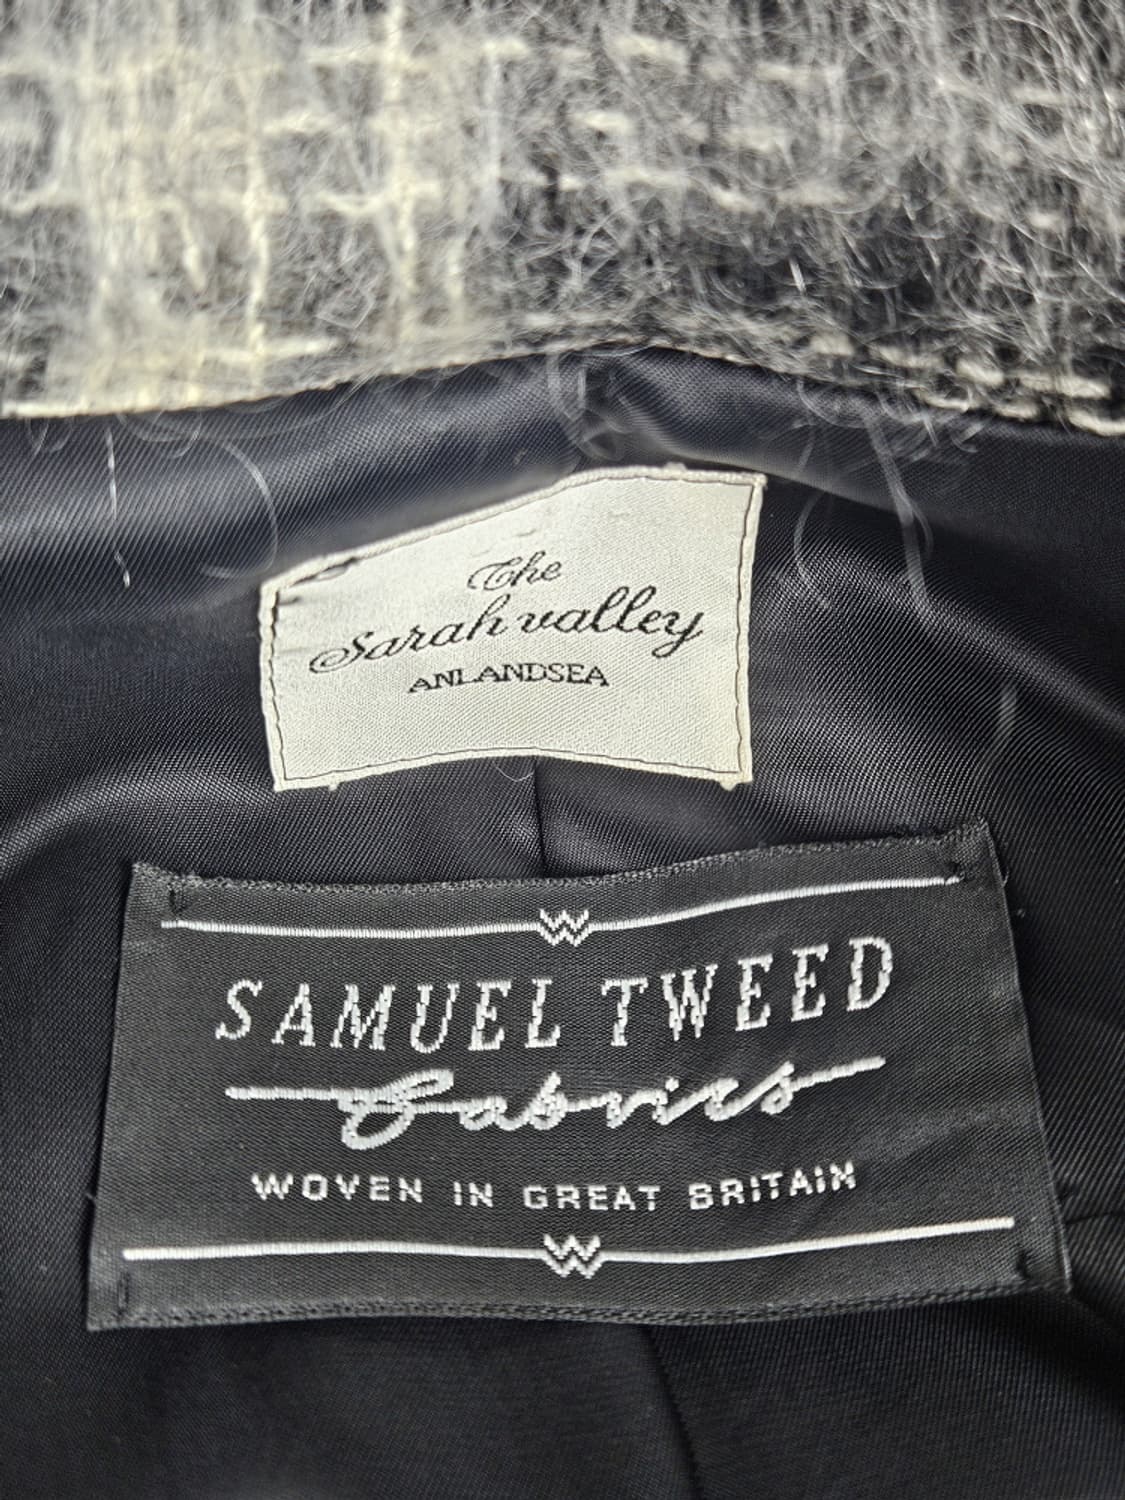 The
Sarah valley
ANLANDSEA
W
SAMUEL TWEED
Fabrics
WOVEN IN GREAT BRITAIN
W